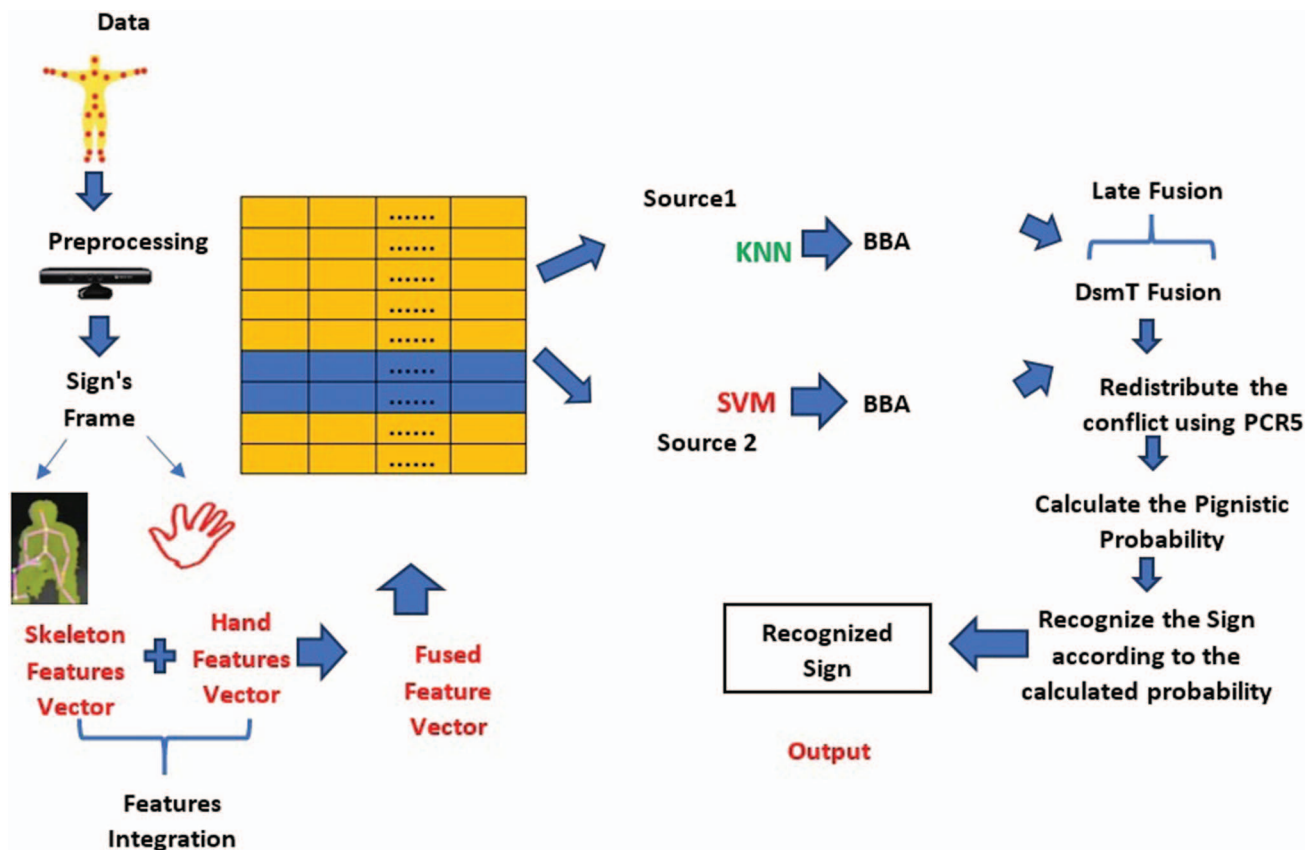 Data
Preprocessing
Sign's
Frame
Skeleton
Features
Vector
Hand
Features
Vector
Features
Integration
Fused
Feature
Vector
......
......
......
......
......
......
......
......
......
Source1
KNN
BBA
SVM
BBA
Source 2
Late Fusion
DsmT Fusion
Redistribute the
conflict using PCR5
Calculate the Pignistic
Probability
Recognize the Sign
according to the
calculated probability
Recognized
Sign
Output